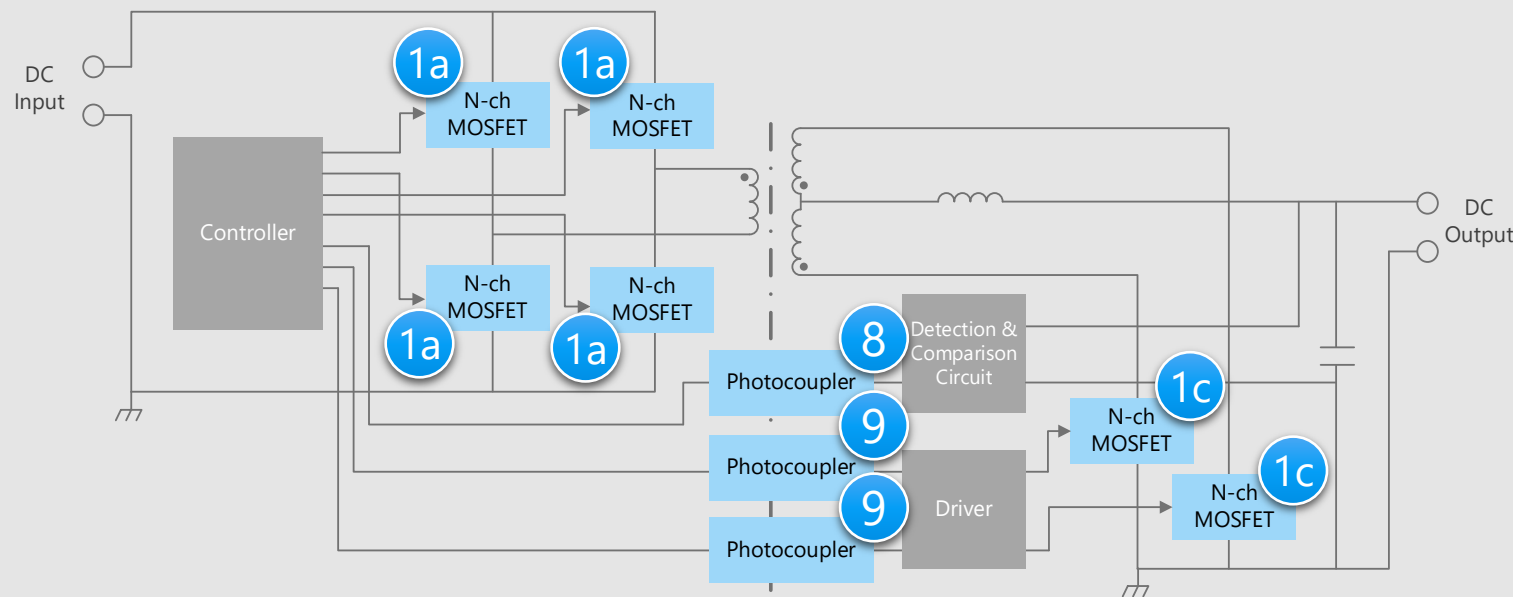 DC
Input
1a
1a
N-ch
MOSFET
N-ch
MOSFET
Controller
N-ch
MOSFET
N-ch
MOSFET
1a
1a
DC
Output
8
Detection &
Comparison
Circuit
Photocoupler
1c
N-ch
MOSFET
9
Photocoupler
1c
N-ch
MOSFET
9
Driver
Photocoupler